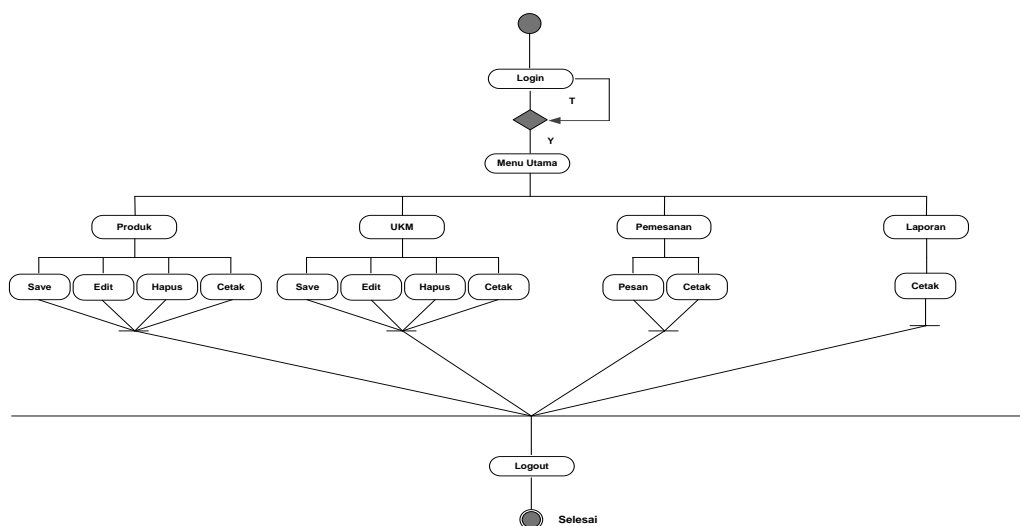 Login
T
Y
Menu Utama
Produk
UKM
Pemesanan
Laporan
Save
Edit
Hapus
Cetak
Save
Edit
Hapus
Cetak
Pesan
Cetak
Cetak
Logout
Selesai